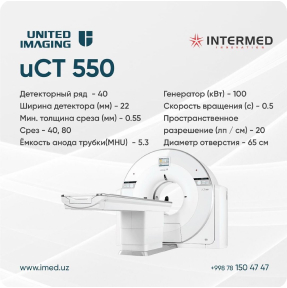 UNITED
IMAGING
INTERMED
INNOVATION
uCT 550
Детекторный ряд - 40
Ширина детектора (мм) - 22
Мин. толщина среза (мм) - 0.55
Срез - 40, 80
Ёмкость анода трубки(MHU) - 5.3
Генератор (кВт) - 100
Скорость вращения (с) - 0.5
Пространственное
разрешение (лп / см) - 20
Диаметр отверстия - 65 см
www.imed.uz
+998 78 150 47 47